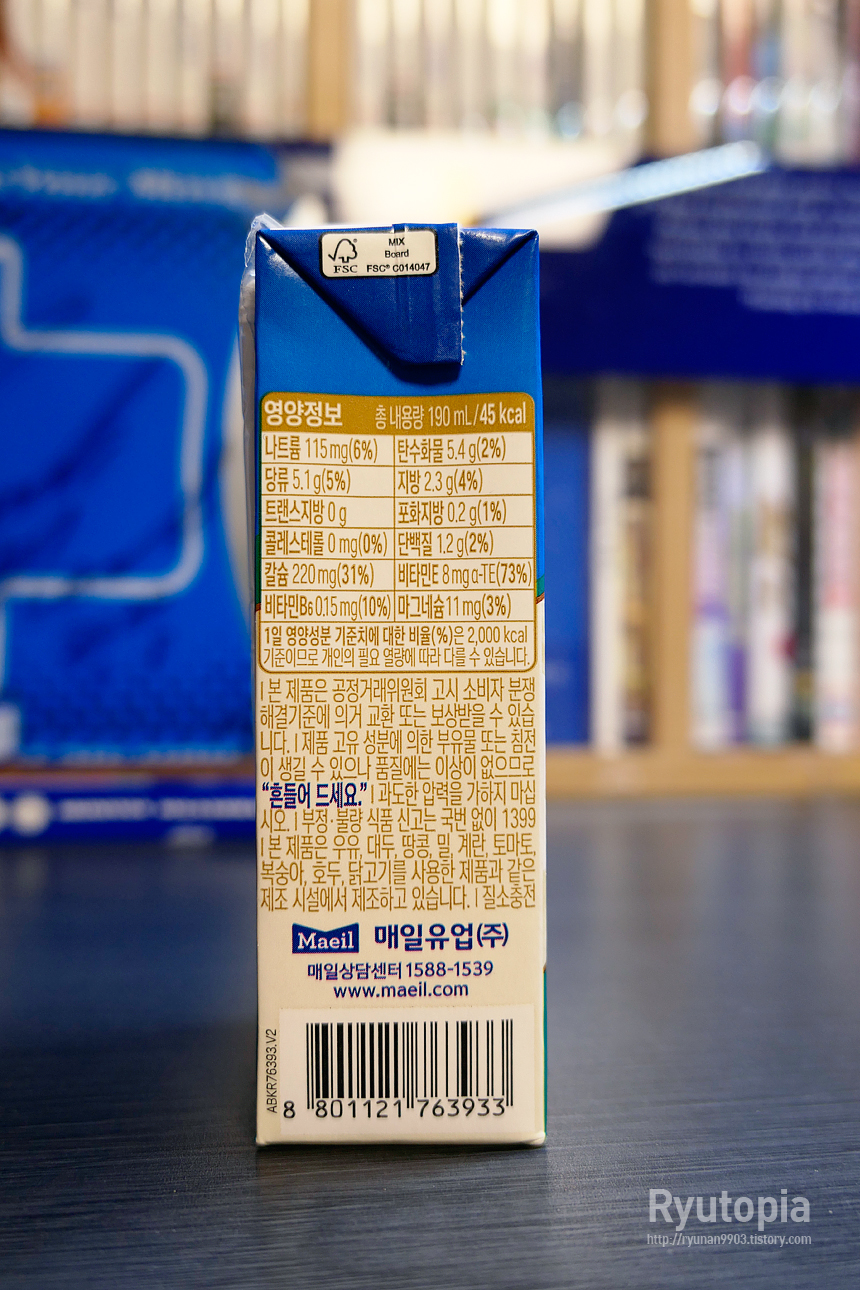 MIX
Board
FSC
FSC® C014047
영양정보 총 내용량 190 mL/45 kcal
나트륨 115 mg(6%) 탄수화물 5.4 g(2%)
당류 5.1 g(5%) 지방 2.3 g(4%)
트랜스지방 0 g 포화지방 0.2 g(1%)
콜레스테롤 0 mg(0%) 단백질 1.2 g(2%)
칼슘 220 mg(31%) 비타민E 8 mg α-TE(73%)
비타민B6 0.15 mg(10%) 마그네슘 11 mg(3%)
1일 영양성분 기준치에 대한 비율(%)은 2,000 kcal
기준이므로 개인의 필요 열량에 따라 다를 수 있습니다.
| 본 제품은 공정거래위원회 고시 소비자 분쟁
해결기준에 의거 교환 또는 보상받을 수 있습
니다. | 제품 고유 성분에 의한 부유물 또는 침전
이 생길 수 있으나 품질에는 이상이 없으므로
“흔들어 드세요.” | 과도한 압력을 가하지 마십
시오. | 부정·불량 식품 신고는 국번 없이 1399
| 본 제품은 우유, 대두, 땅콩, 밀, 계란, 토마토,
복숭아, 호두, 닭고기를 사용한 제품과 같은
제조 시설에서 제조하고 있습니다. | 질소충전
Maeil 매일유업(주)
매일상담센터 1588-1539
www.maeil.com
ABKR76393.V2
8 801121 763933
Ryutopia
http://ryunan9903.tistory.com